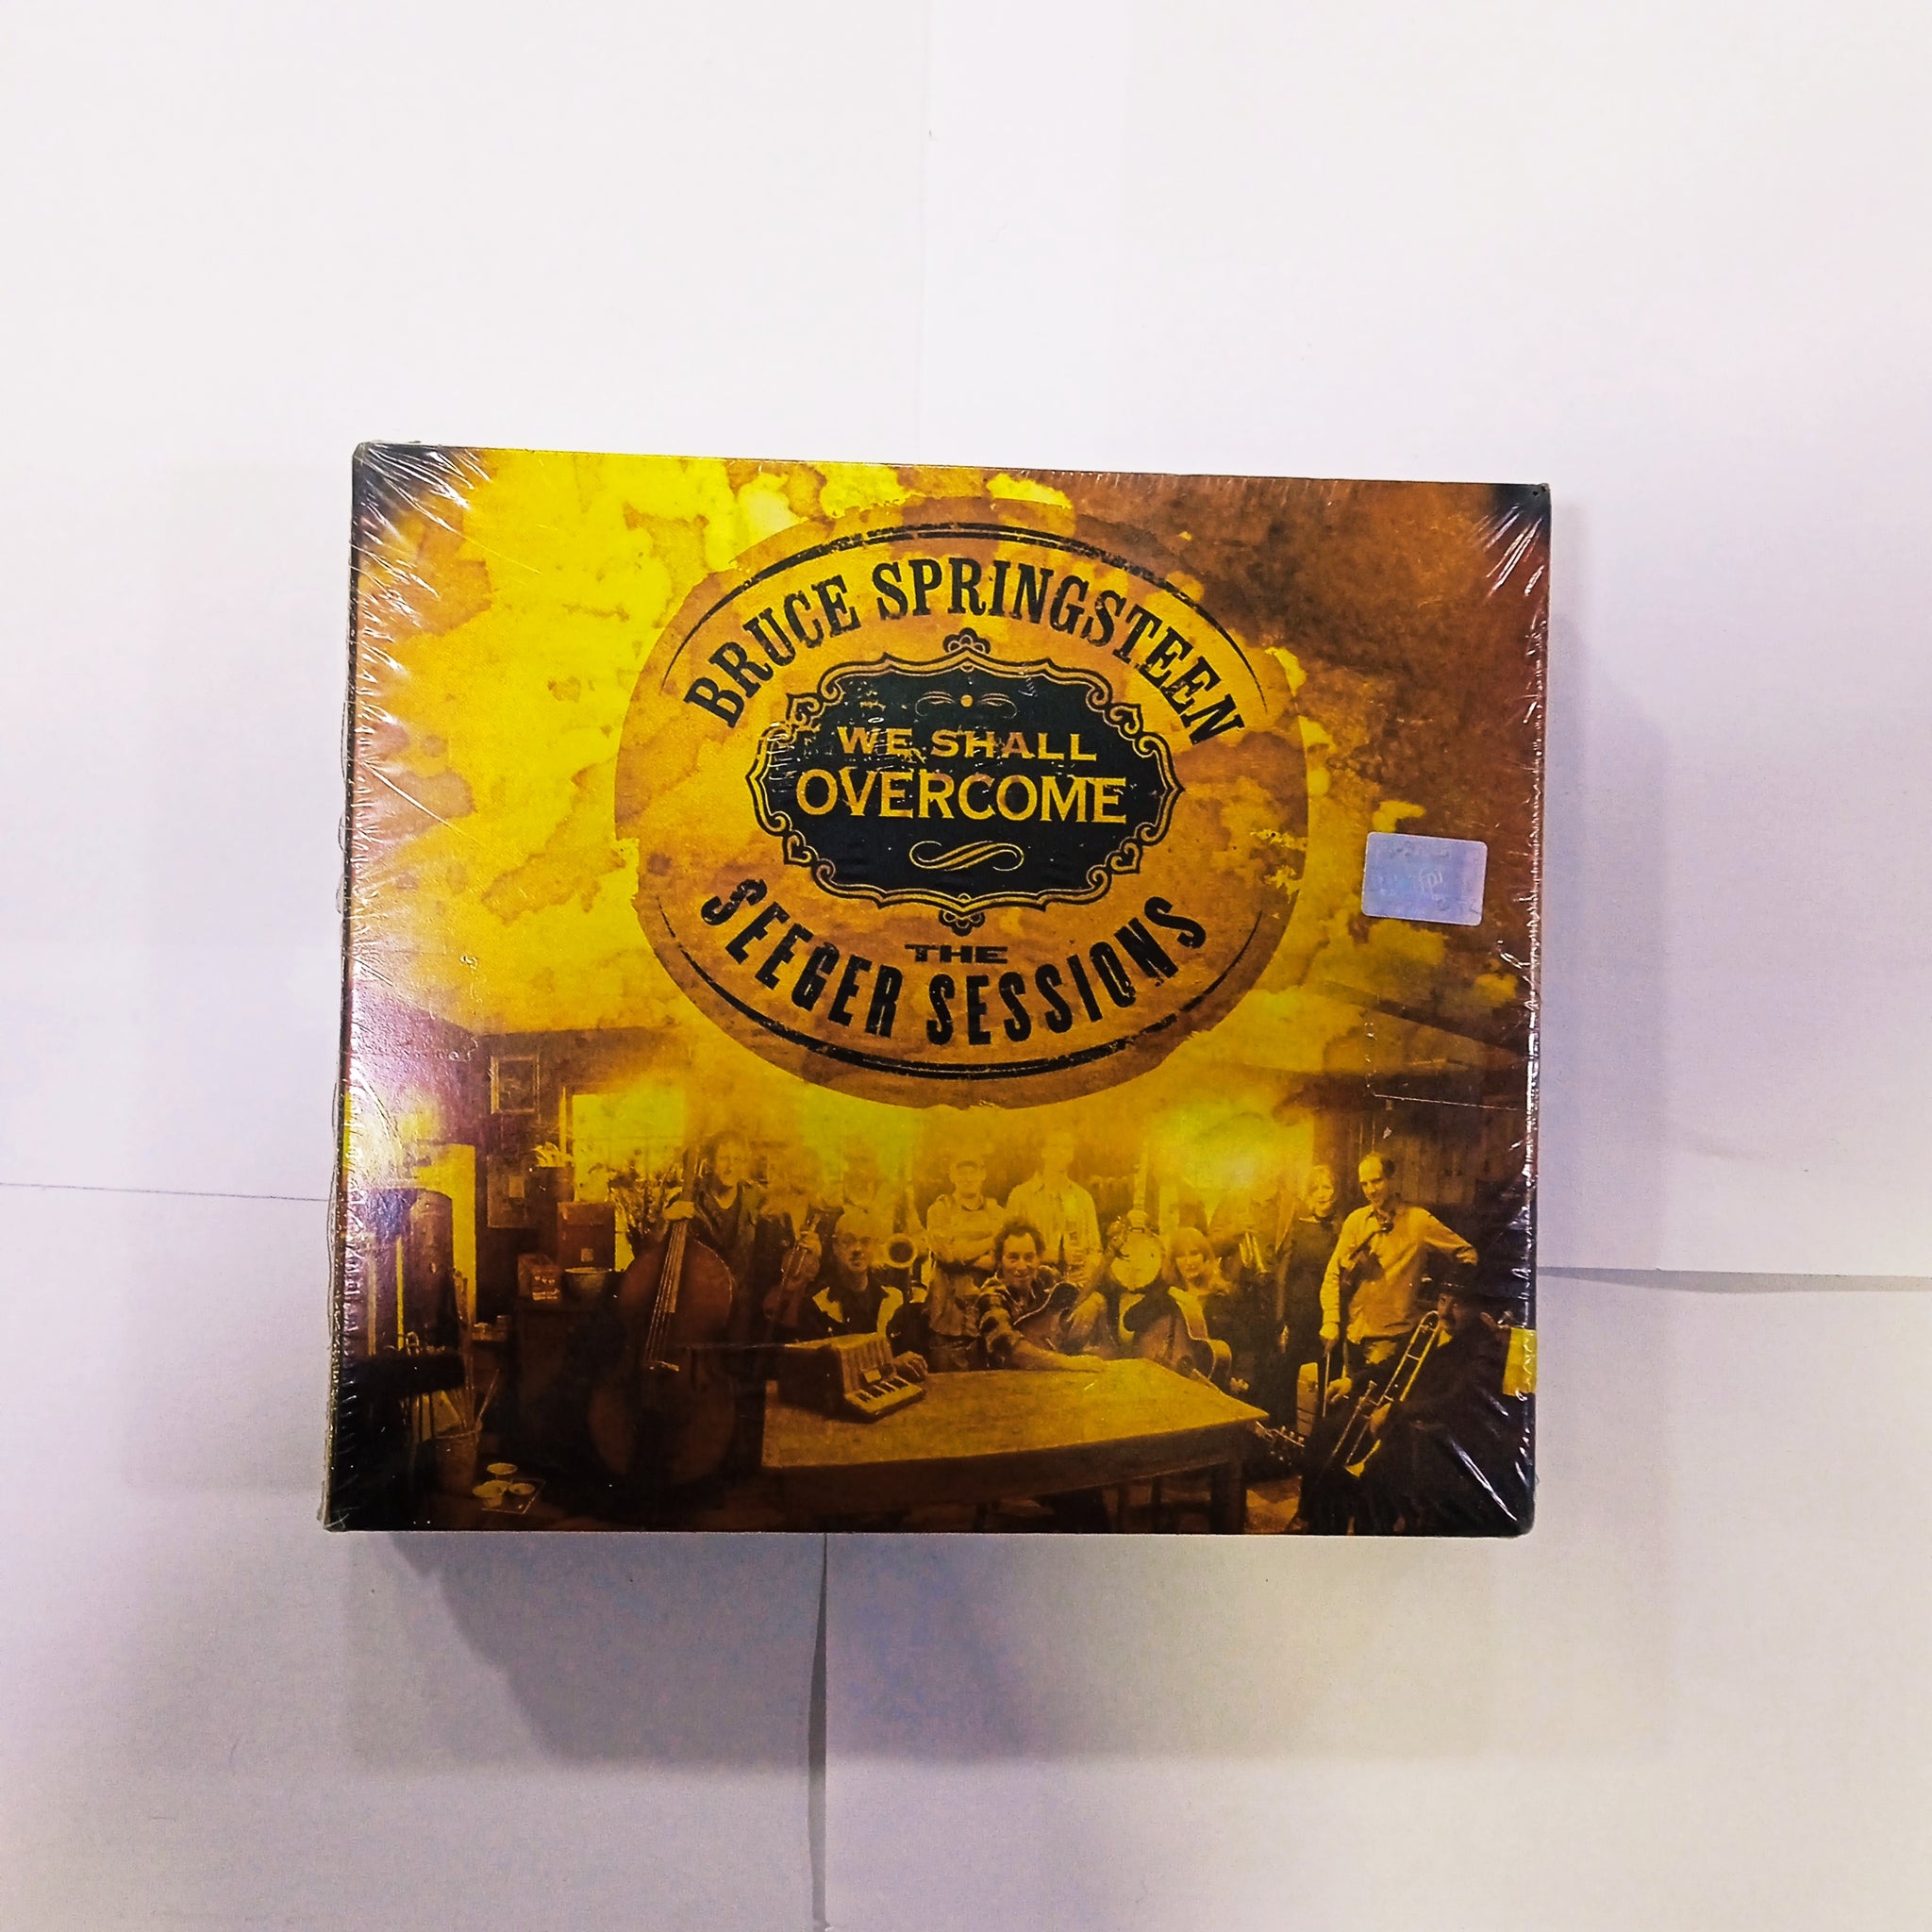 BRUCE SPRINGSTEEN
WE SHALL
OVERCOME
THE
SEEGER SESSIONS